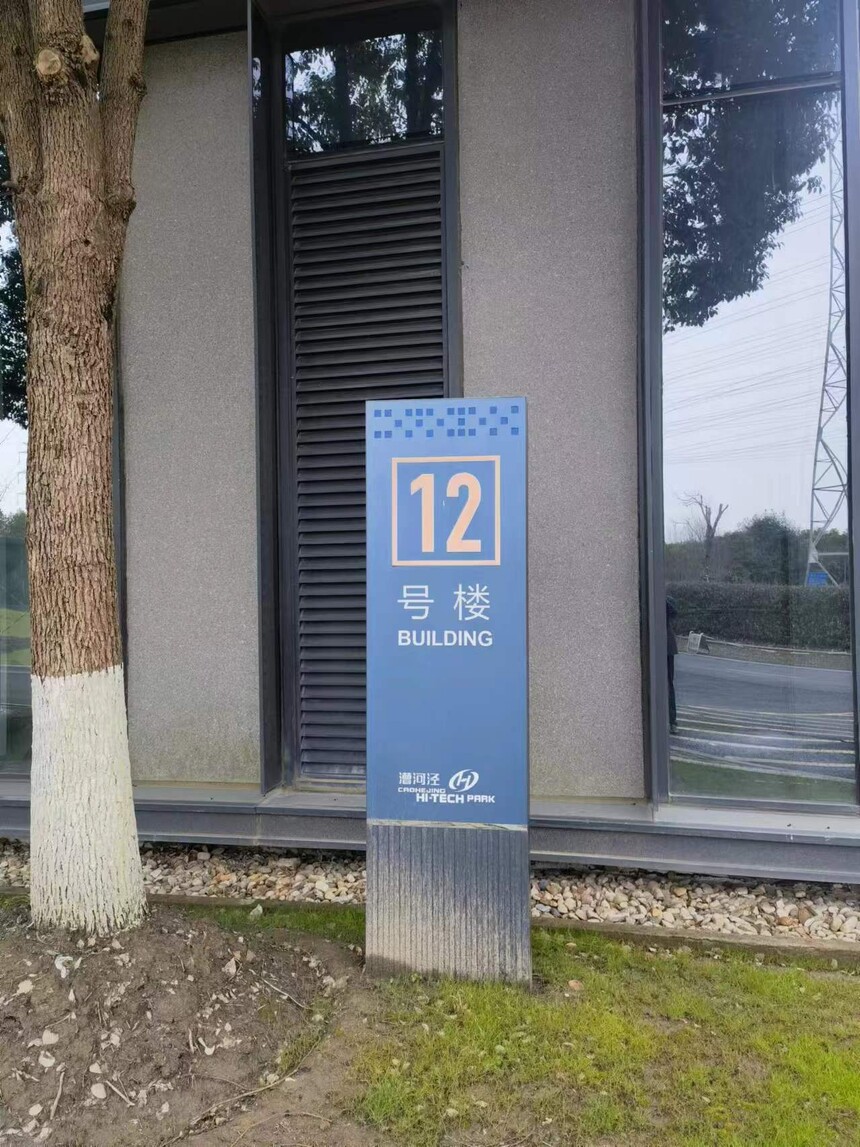 12
号楼
BUILDING
漕河泾
CAOHEJING
HI-TECH PARK